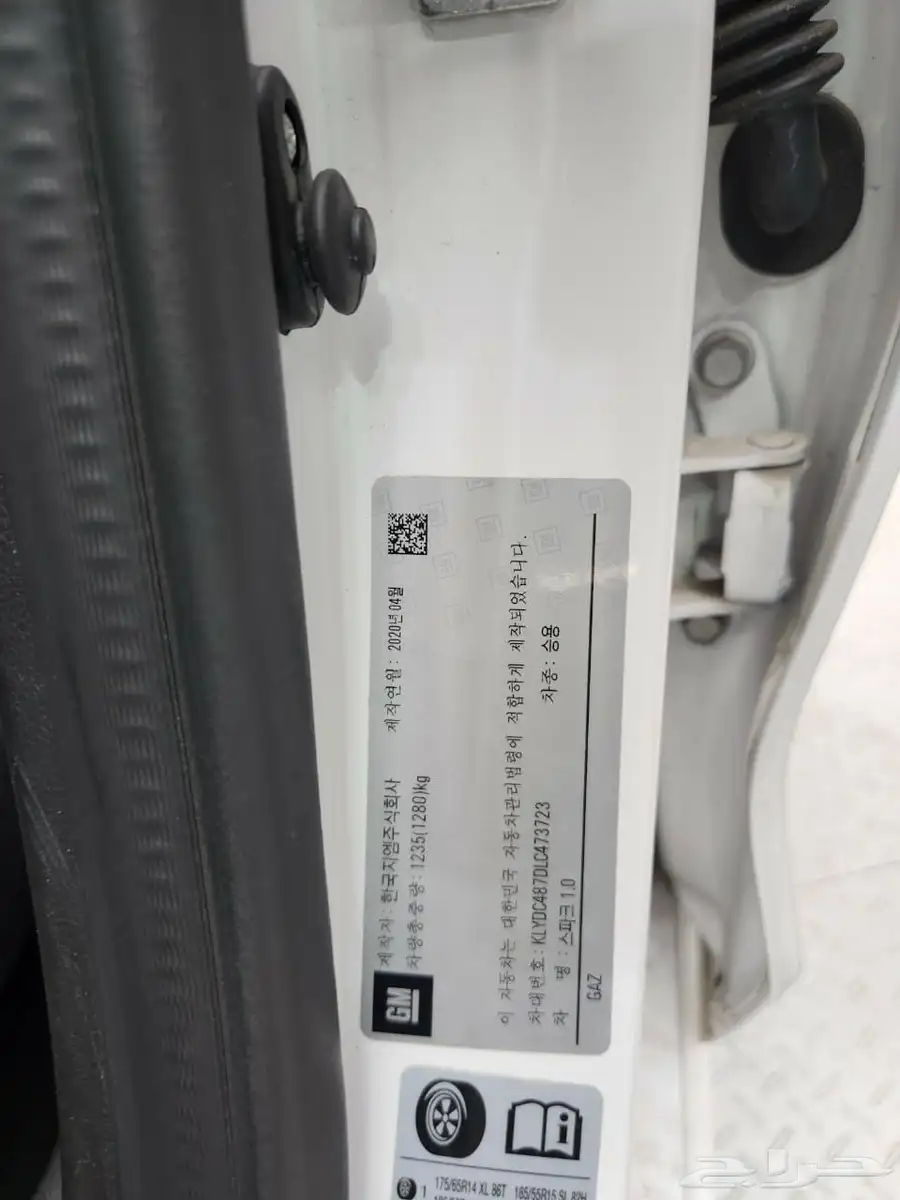 GM
제작자 : 한국지엠주식회사 제작연월 : 2020년 04월
차량총중량 : 1235(1280)kg
이 자동차는 대한민국 자동차관리법령에 적합하게 제작되었습니다.
차대번호 : KLYDC487DLC473723
차 명 : 스파크 1.0 차종 : 승용
GAZ
1 175/65R14 XL 86T 185/55R15 SL 82H
حراج